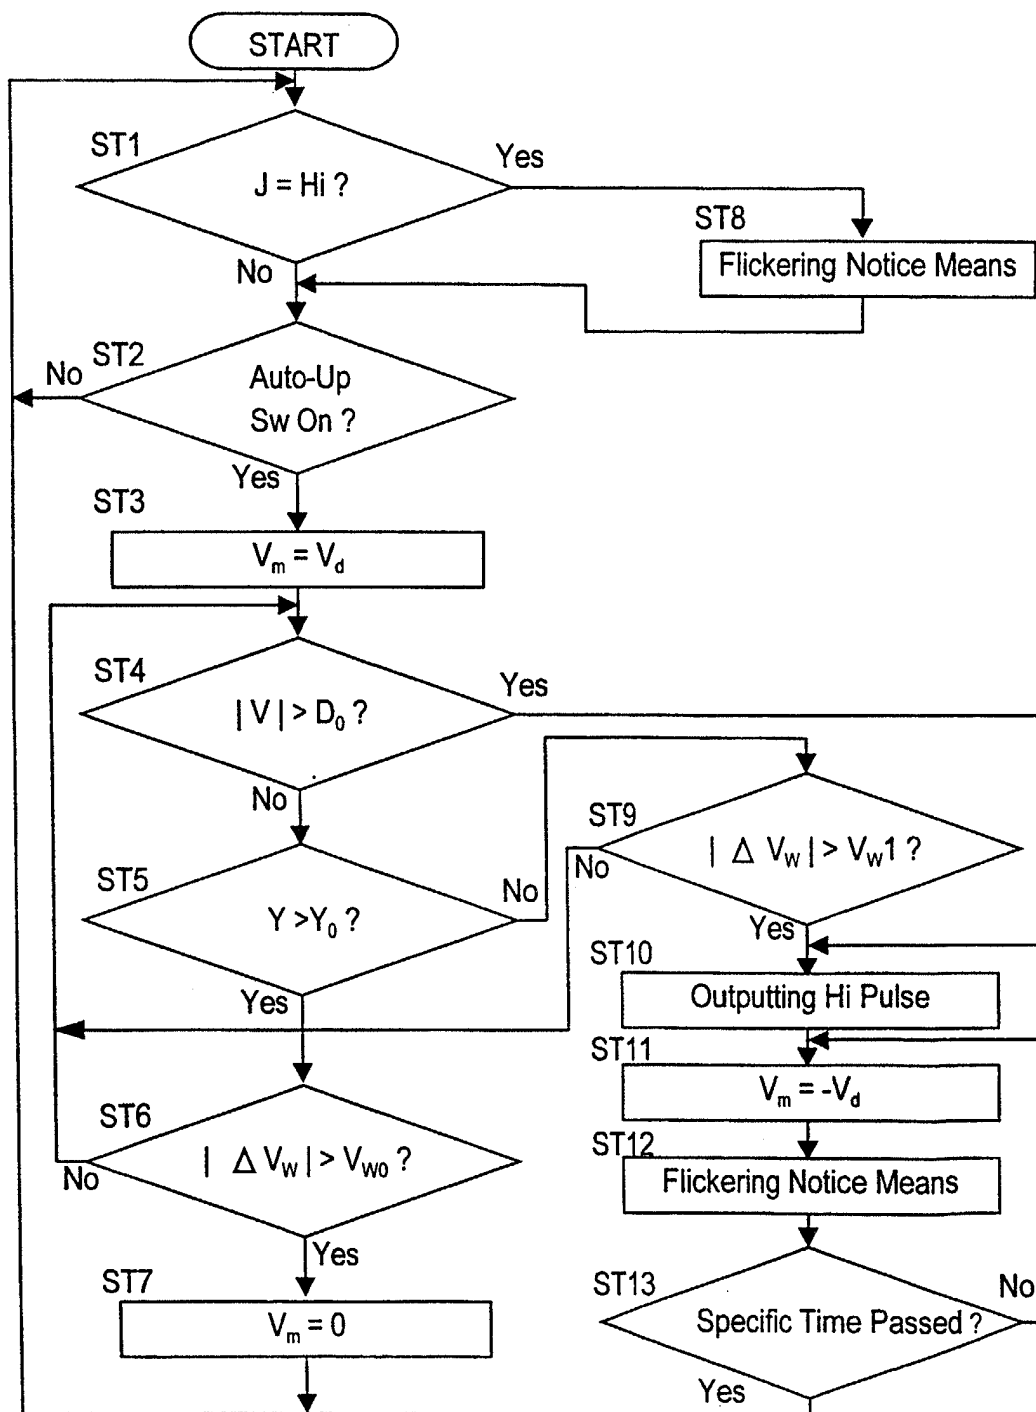 START
ST1
J = Hi ?
Yes
No
ST8
Flickering Notice Means
ST2
No
Auto-Up
Sw On ?
Yes
ST3
Vm = Vd
ST4
| V | > D0 ?
Yes
No
ST5
Y >Y0 ?
No
Yes
ST9
| Δ VW | > VW1 ?
No
Yes
ST10
Outputting Hi Pulse
ST11
Vm = -Vd
ST12
Flickering Notice Means
ST6
| Δ VW | > VW0 ?
No
Yes
ST7
Vm = 0
ST13
Specific Time Passed ?
No
Yes